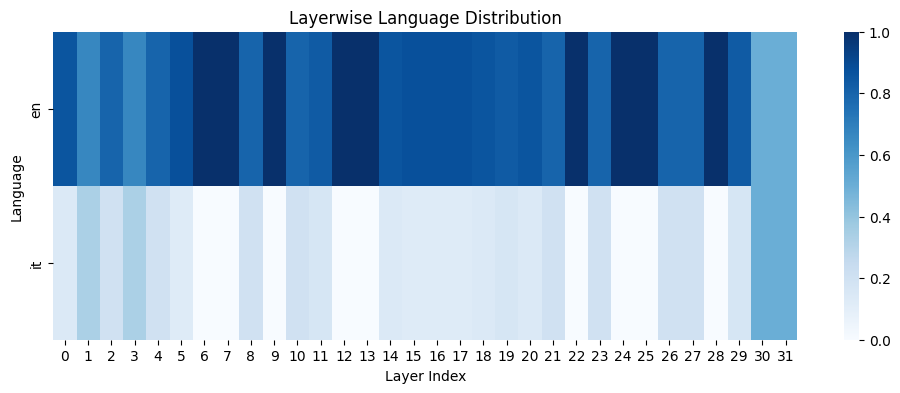 Layerwise Language Distribution
Language
en
it
0 1 2 3 4 5 6 7 8 9 10 11 12 13 14 15 16 17 18 19 20 21 22 23 24 25 26 27 28 29 30 31
Layer Index
1.0
0.8
0.6
0.4
0.2
0.0